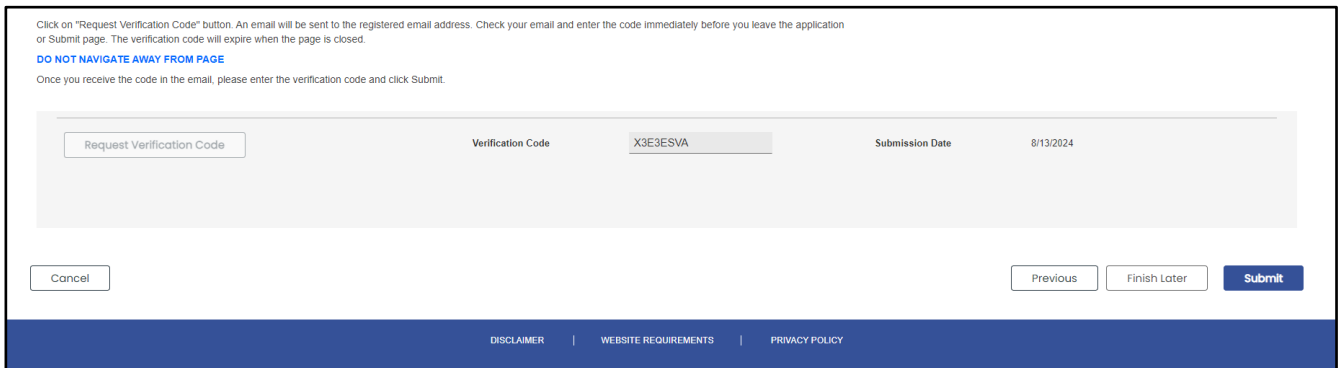 Click on "Request Verification Code" button. An email will be sent to the registered email address. Check your email and enter the code immediately before you leave the application
or Submit page. The verification code will expire when the page is closed.
DO NOT NAVIGATE AWAY FROM PAGE
Once you receive the code in the email, please enter the verification code and click Submit.
Request Verification Code Verification Code X3E3ESVA Submission Date 8/13/2024
Cancel Previous Finish Later Submit
DISCLAIMER | WEBSITE REQUIREMENTS | PRIVACY POLICY